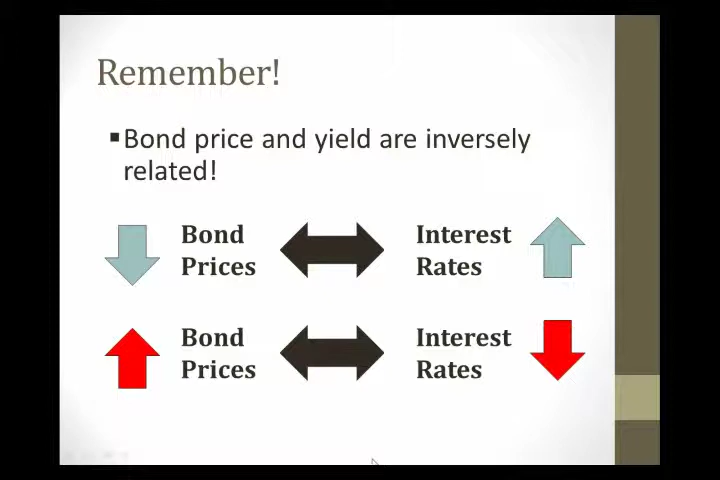 Remember!
▪Bond price and yield are inversely
related!
Bond Prices Interest Rates
Bond Prices Interest Rates